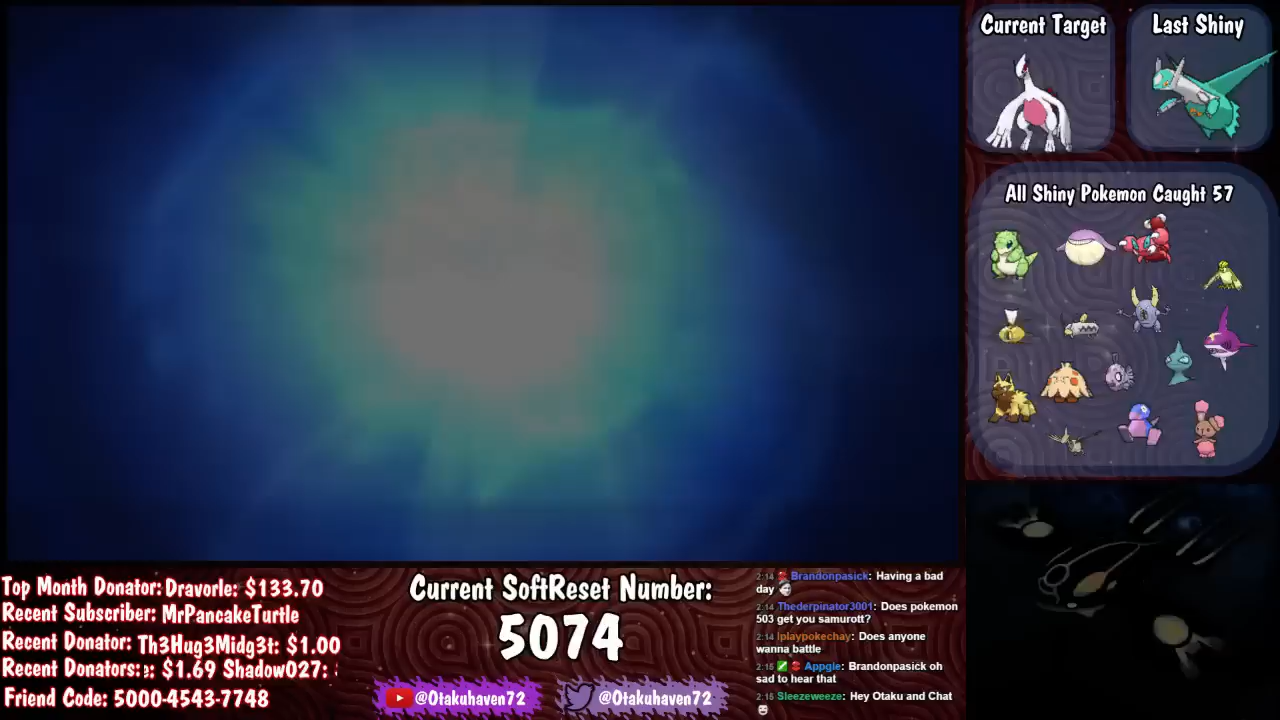 Current Target
Last Shiny
All Shiny Pokemon Caught 57
Top Month Donator: Dravorle: $133.70
Recent Subscriber: MrPancakeTurtle
Recent Donator: Th3Hug3Midg3t: $1.00
Recent Donators: $1.69 Shadow027:
Friend Code: 5000-4543-7748
Current SoftReset Number:
5074
@Otakuhaven72
@Otakuhaven72
2:14 Brandonpasick: Having a bad
day
2:14 Thederpinator3001: Does pokemon
503 get you samurott?
2:14 Iplaypokechay: Does anyone
wanna battle
2:15 Appgle: Brandonpasick oh
sad to hear that
2:15 Sleezeweeze: Hey Otaku and Chat